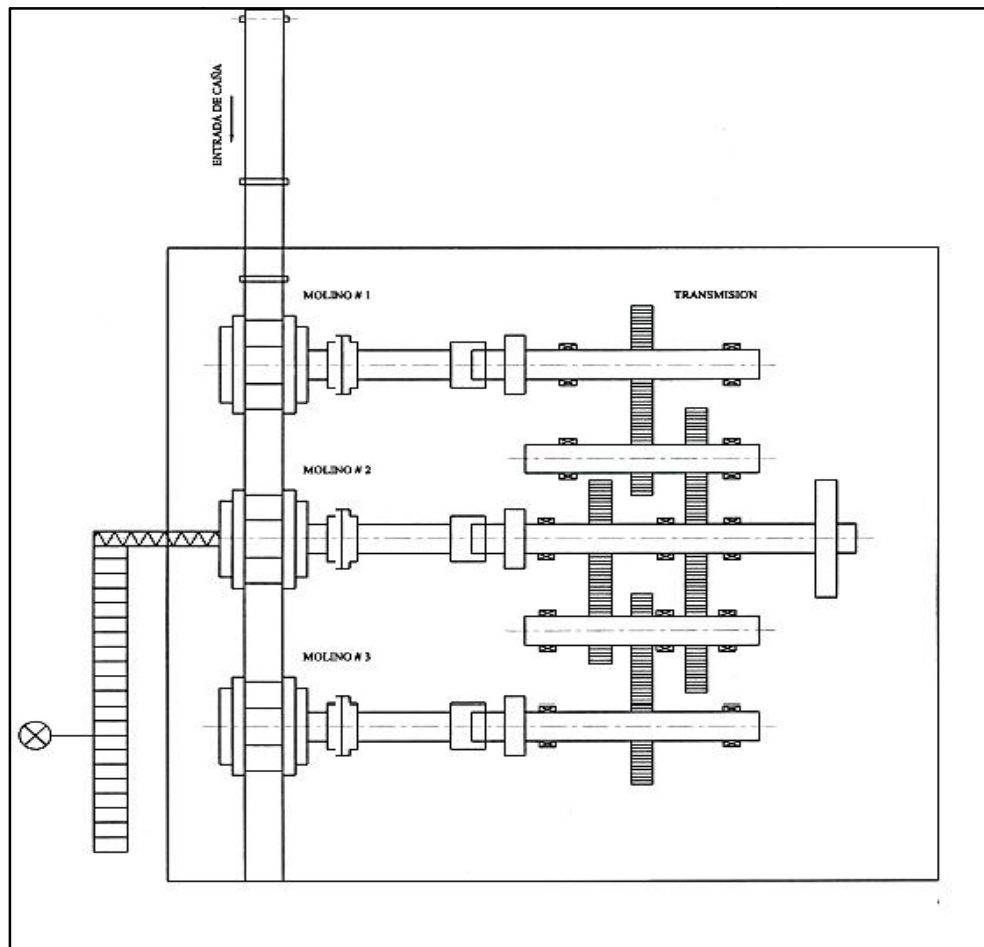 ENTRADA DE CAÑA
MOLINO # 1
TRANSMISION
MOLINO # 2
MOLINO # 3